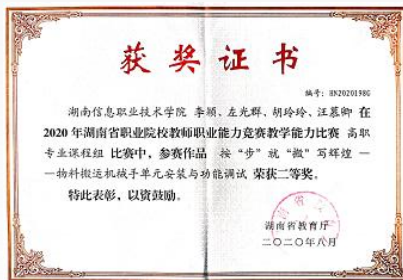 获奖证书
编号：HN2020198G
湖南信息职业技术学院 李颖、左光群、胡玲玲、汪慕卿 在
2020年湖南省职业院校教师职业能力竞赛教学能力比赛 高职
专业课程组 比赛中，参赛作品 按“步”就“搬”写辉煌 —
—物料搬运机械手单元安装与功能调试 荣获二等奖。
特此表彰，以资鼓励。
湖南省教育厅
二〇二〇年八月